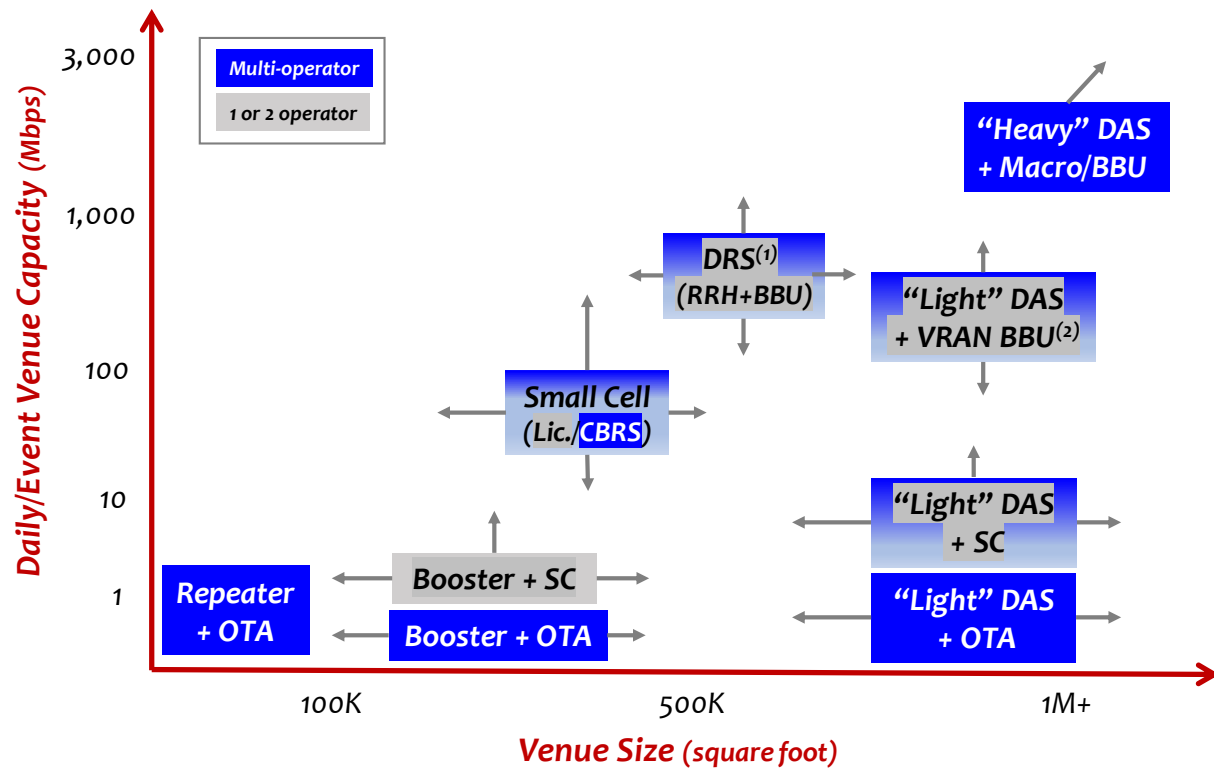 Daily/Event Venue Capacity (Mbps)
3,000
1,000
100
10
1
Multi-operator
1 or 2 operator
“Heavy” DAS
+ Macro/BBU
DRS(1)
(RRH+BBU)
“Light” DAS
+ VRAN BBU(2)
Small Cell
(Lic./CBRS)
“Light” DAS
+ SC
Booster + SC
Repeater
+ OTA
Booster + OTA
“Light” DAS
+ OTA
100K
500K
1M+
Venue Size (square foot)